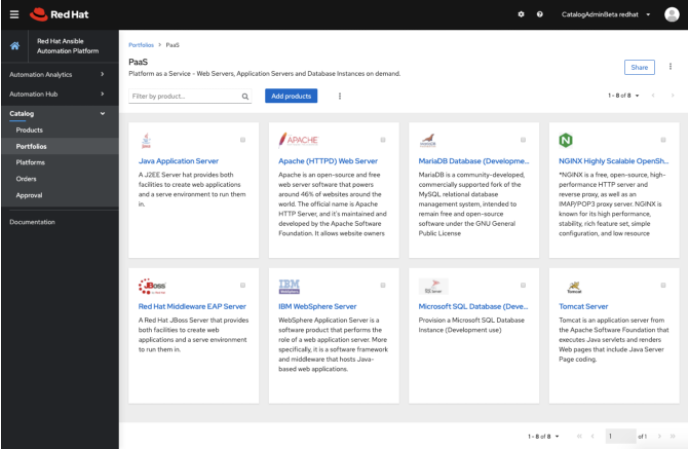 Red Hat
CatalogAdminBeta redhat
Red Hat Ansible
Automation Platform
Automation Analytics
Automation Hub
Catalog
Products
Portfolios
Platforms
Orders
Approval
Documentation
Portfolios > PaaS
PaaS
Platform as a Service - Web Servers, Application Servers and Database Instances on demand.
Share
Filter by product...
Add products
1 - 8 of 8
Java Application Server
A J2EE Server hat provides both
facilities to create web applications
and a serve environment to run them
in.
APACHE
Apache (HTTPD) Web Server
Apache is an open-source and free
web server software that powers
around 46% of websites around the
world. The official name is Apache
HTTP Server, and it's maintained and
developed by the Apache Software
Foundation. It allows website owners
MariaDB Database (Developme...
MariaDB is a community-developed,
commercially supported fork of the
MySQL relational database
management system, intended to
remain free and open-source
software under the GNU General
Public License
N
NGINX Highly Scalable OpenSh...
*NGINX is a free, open-source, high-
performance HTTP server and
reverse proxy, as well as an
IMAP/POP3 proxy server. NGINX is
known for its high performance,
stability, rich feature set, simple
configuration, and low resource
JBoss
Red Hat Middleware EAP Server
A Red Hat JBoss Server that provides
both facilities to create web
applications and a serve environment
to run them in.
IBM
WebSphere
IBM WebSphere Server
WebSphere Application Server is a
software product that performs the
role of a web application server. More
specifically, it is a software framework
and middleware that hosts Java-
based web applications.
Microsoft SQL Database (Deve...
Provision a Microsoft SQL Database
Instance (Development use)
Tomcat
Tomcat Server
Tomcat is an application server from
the Apache Software Foundation that
executes Java servlets and renders
Web pages that include Java Server
Page coding.
1 - 8 of 8
1 of 1